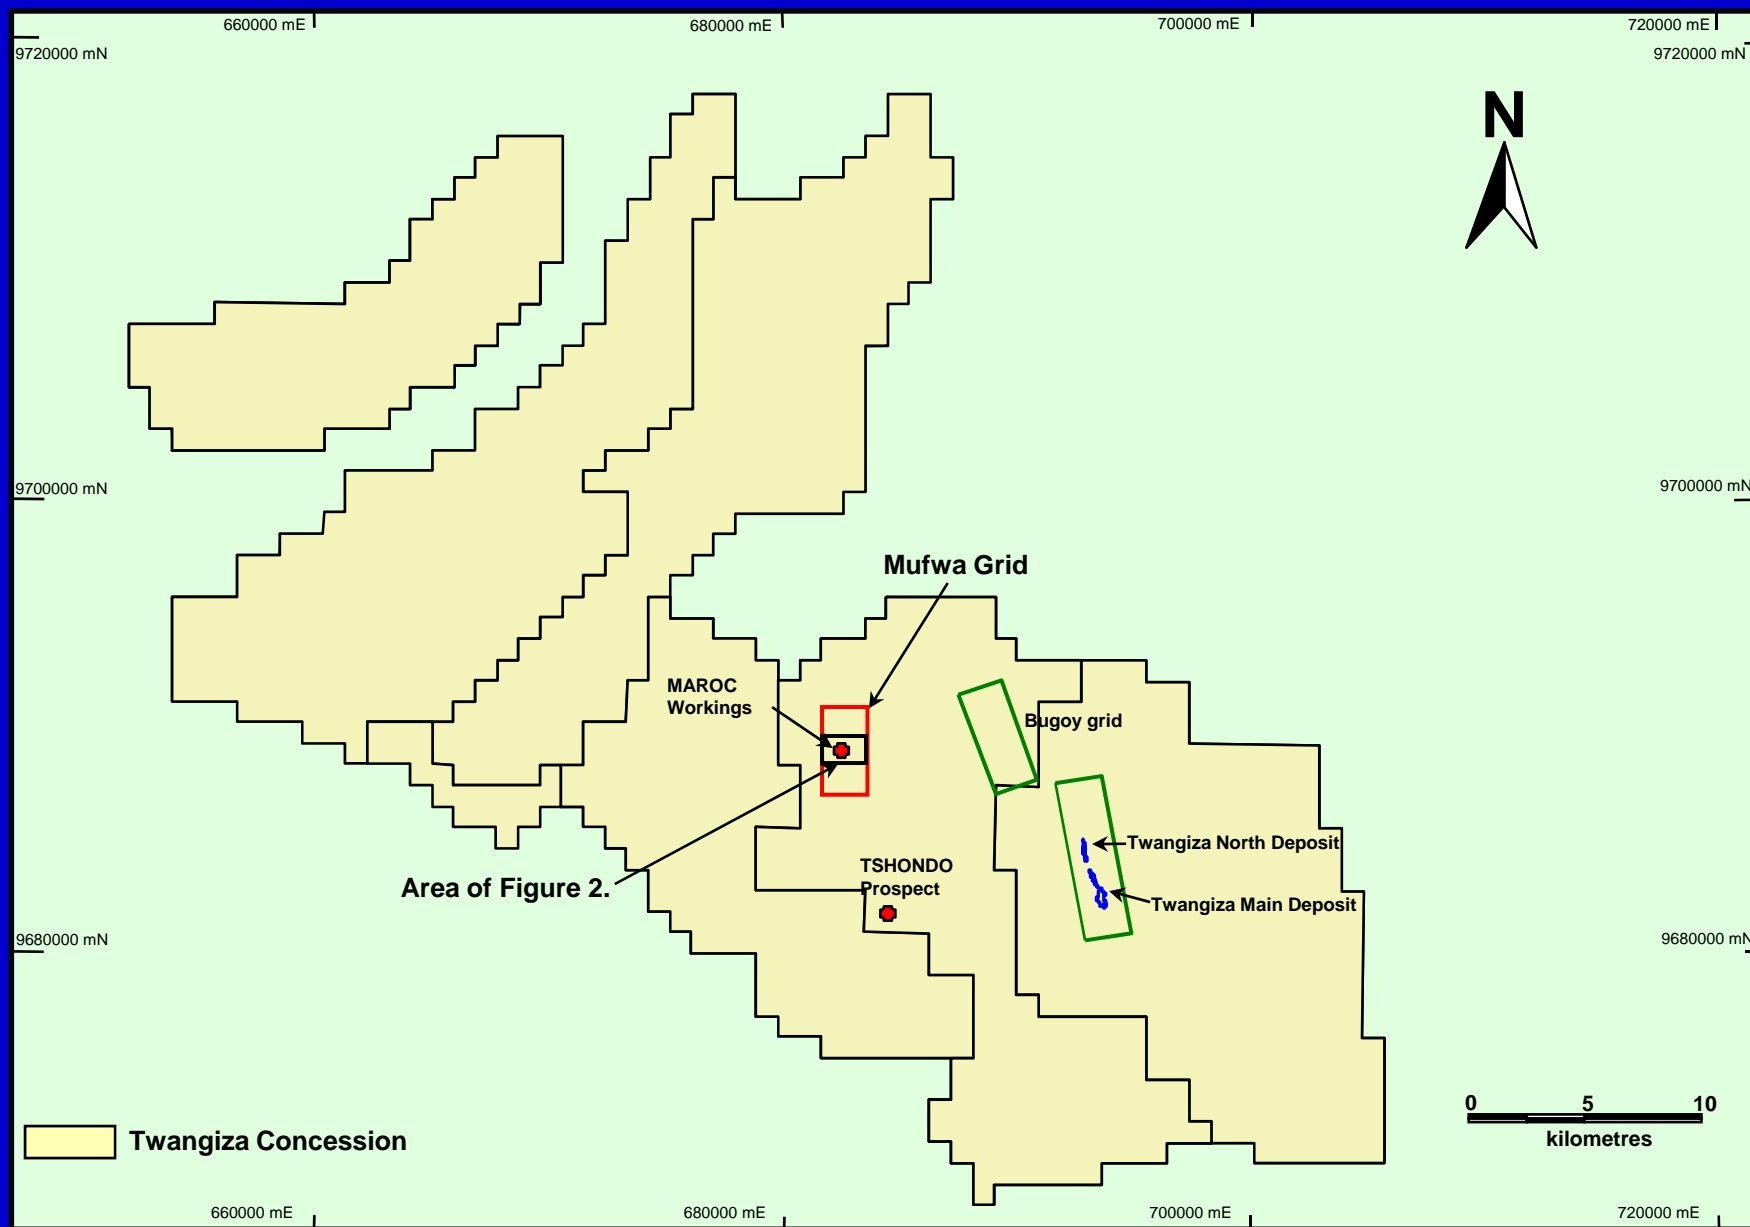 660000 mE
680000 mE
700000 mE
720000 mE
9720000 mN
9720000 mN
N
9700000 mN
9700000 mN
Mufwa Grid
MAROC
Workings
Bugoy grid
Twangiza North Deposit
TSHONDO
Prospect
Area of Figure 2.
Twangiza Main Deposit
9680000 mN
9680000 mN
0 5 10
kilometres
Twangiza Concession
660000 mE
680000 mE
700000 mE
720000 mE